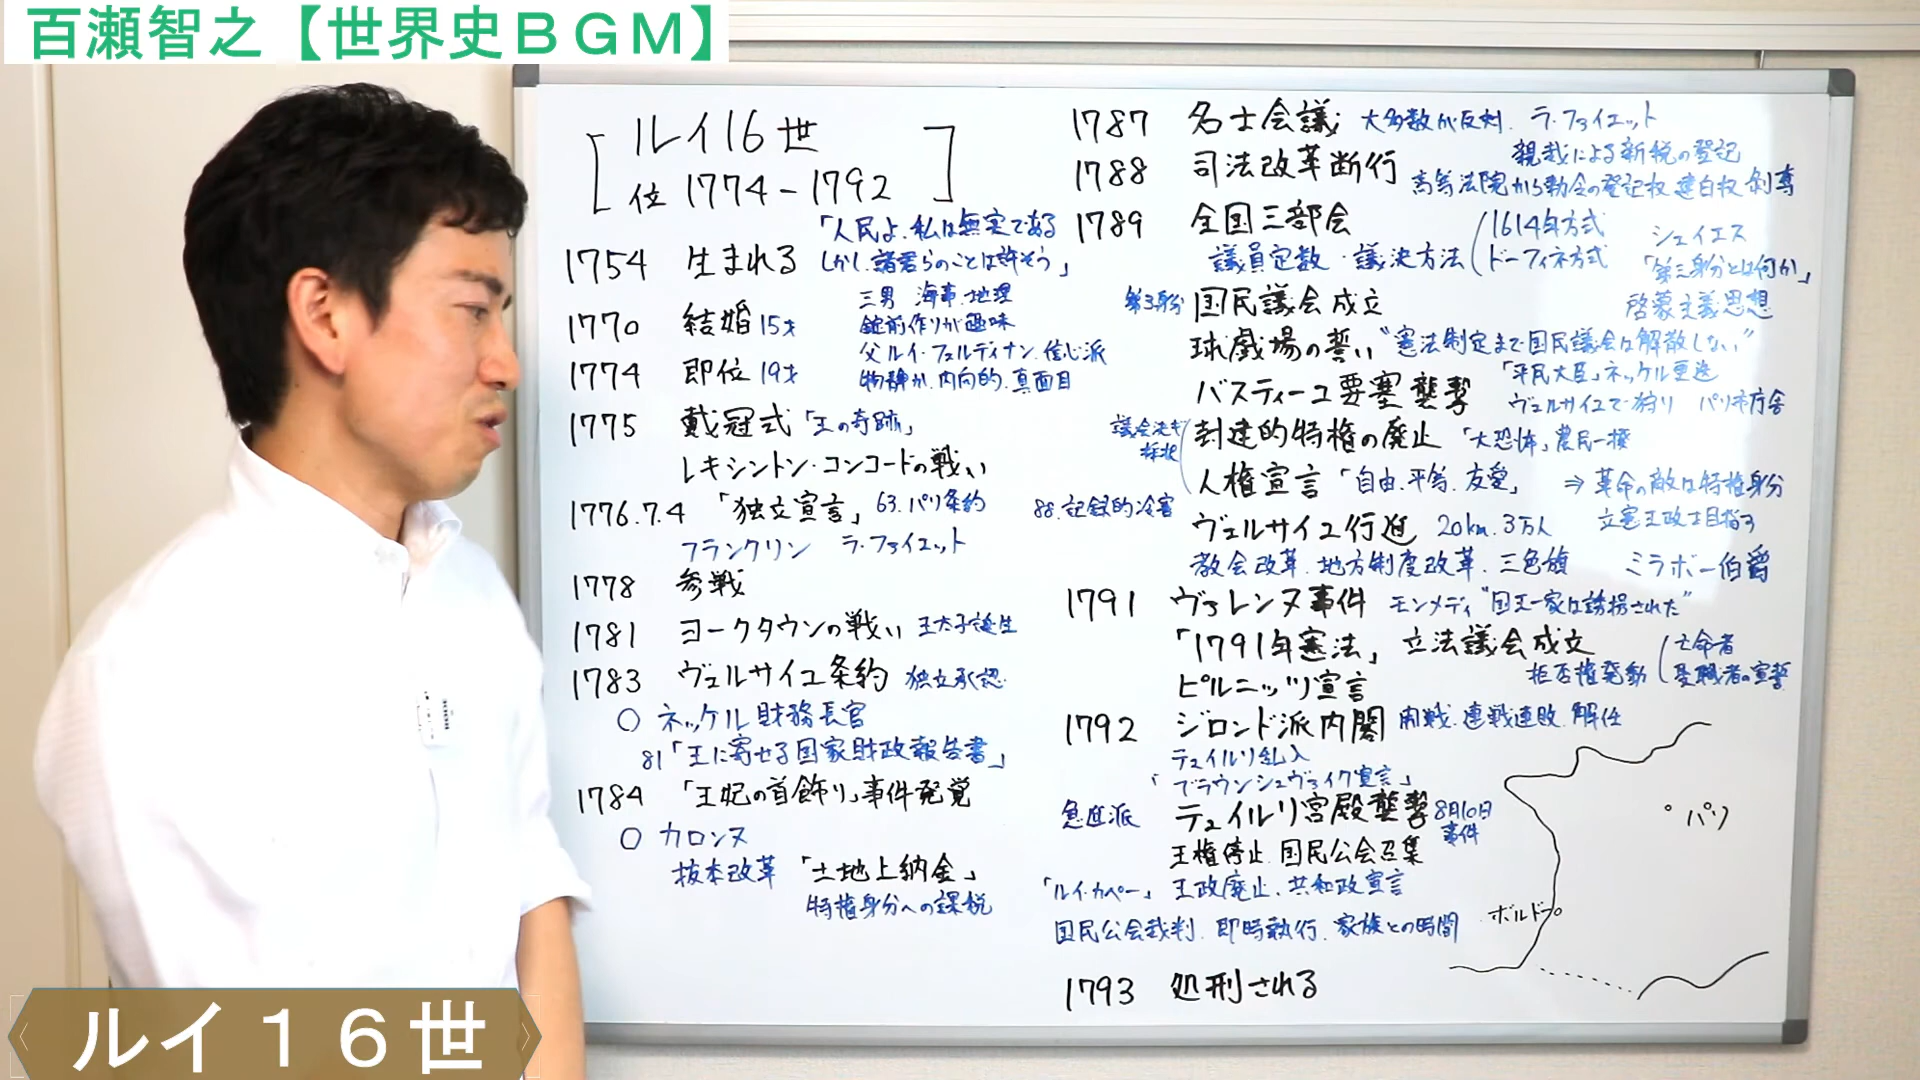 百瀬智之【世界史BGM】
ルイ16世
位 1774-1792
「人民よ、私は無実である
しかし、諸君らのことは許そう」
1754 生まれる
三男 海事、地理
錠前作りが趣味
1770 結婚 15才
父ルイ・フェルディナン、信心派
物静か、内向的、真面目
1774 即位 19才
1775 戴冠式「王の奇跡」
レキシントン・コンコードの戦い
1776.7.4 「独立宣言」 63.パリ条約
フランクリン ラ・ファイエット
1778 参戦
1781 ヨークタウンの戦い 王太子誕生
1783 ヴェルサイユ条約 独立承認
○ ネッケル財務長官
81「王に寄せる国家財政報告書」
1784 「王妃の首飾り」事件発覚
○ カロンヌ
抜本改革 「土地上納金」
特権身分への課税
1787 名士会議 大多数が反対、ラ・ファイエット
親裁による新税の登記
1788 司法改革断行 高等法院から勅令の登記権 建白権 剥奪
1789 全国三部会
議員定数・議決方法
1614年方式
ドーフィネ方式
シェイエス
「第三身分とは何か」
啓蒙主義思想
第3身分 国民議会成立
球戯場の誓い “憲法制定まで国民議会は解散しない”
「平民大臣」ネッケル更迭
バスティーユ要塞襲撃 ヴェルサイユで狩り パリ市庁舎
議会決ギ
採択
封建的特権の廃止 「大恐怖」農民一揆
人権宣言 「自由、平等、友愛」 ⇒ 革命の敵は特権身分
立憲王政を目指す
88.記録的冷害
ヴェルサイユ行進 20km、3万人
教会改革、地方制度改革、三色旗 ミラボー伯爵
1791 ヴァレンヌ事件 モンメディ “国王一家は誘拐された”
「1791年憲法」 立法議会成立
拒否権発動
亡命者
忌職者の宣誓
ピルニッツ宣言
1792 ジロンド派内閣 開戦、連戦連敗、解任
テュイルリ乱入
「ブラウンシュヴァイク宣言」
急進派 テュイルリ宮殿襲撃 8月10日
事件
王権停止、国民公会召集
「ルイ・カペー」 王政廃止、共和政宣言
国民公会裁判、即時執行、家族との時間
1793 処刑される
パリ
ボルドー
ルイ16世